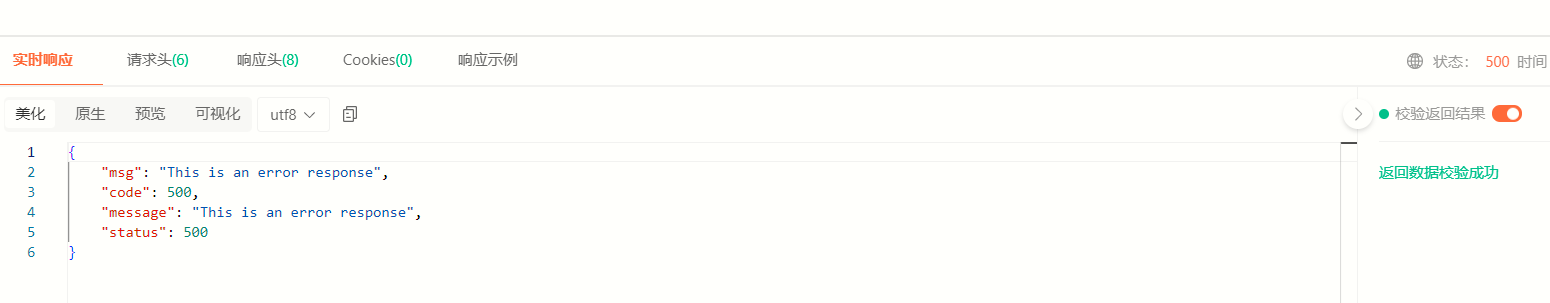 实时响应 请求头(6) 响应头(8) Cookies(0) 响应示例 状态： 500 时间
美化 原生 预览 可视化 utf8 校验返回结果
1 {
2 "msg": "This is an error response",
返回数据校验成功
3 "code": 500,
4 "message": "This is an error response",
5 "status": 500
6 }